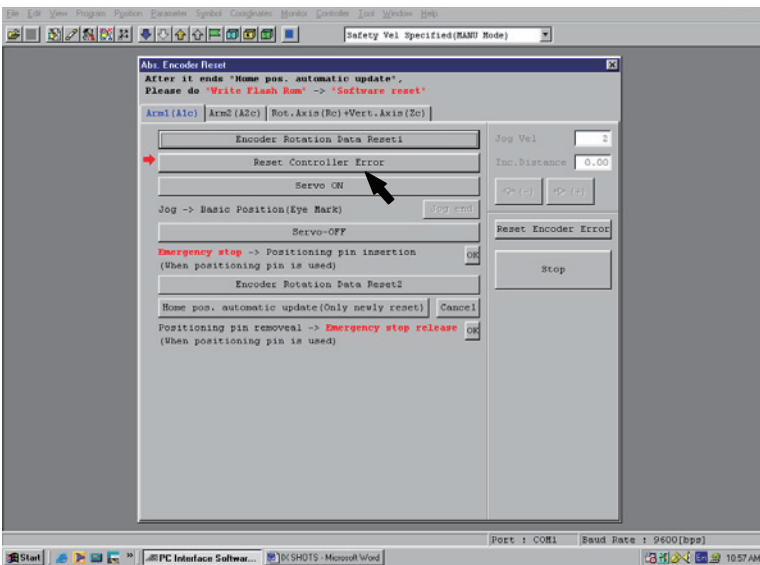 File Edit View Program Position Parameter Symbol Coordinates Monitor Controller Tool Window Help
Safety Vel Specified(MANU Mode)
Abs. Encoder Reset
After it ends "Home pos. automatic update",
Please do "Write Flash Rom" -> "Software reset"
Arm1(A1c) Arm2(A2c) Rot.Axis(Rc)+Vert.Axis(Zc)
Encoder Rotation Data Reset1
Reset Controller Error
Servo ON
Jog -> Basic Position(Eye Mark) Jog end
Servo-OFF
Emergency stop -> Positioning pin insertion OK
(When positioning pin is used)
Encoder Rotation Data Reset2
Home pos. automatic update(Only newly reset) Cancel
Positioning pin removeal -> Emergency stop release OK
(When positioning pin is used)
Jog Vel 2
Inc.Distance 0.00
(-) (+)
Reset Encoder Error
Stop
Port : COM1 Baud Rate : 9600[bps]
Start PC Interface Softwar... IX SHOTS - Microsoft Word En 10:57 AM